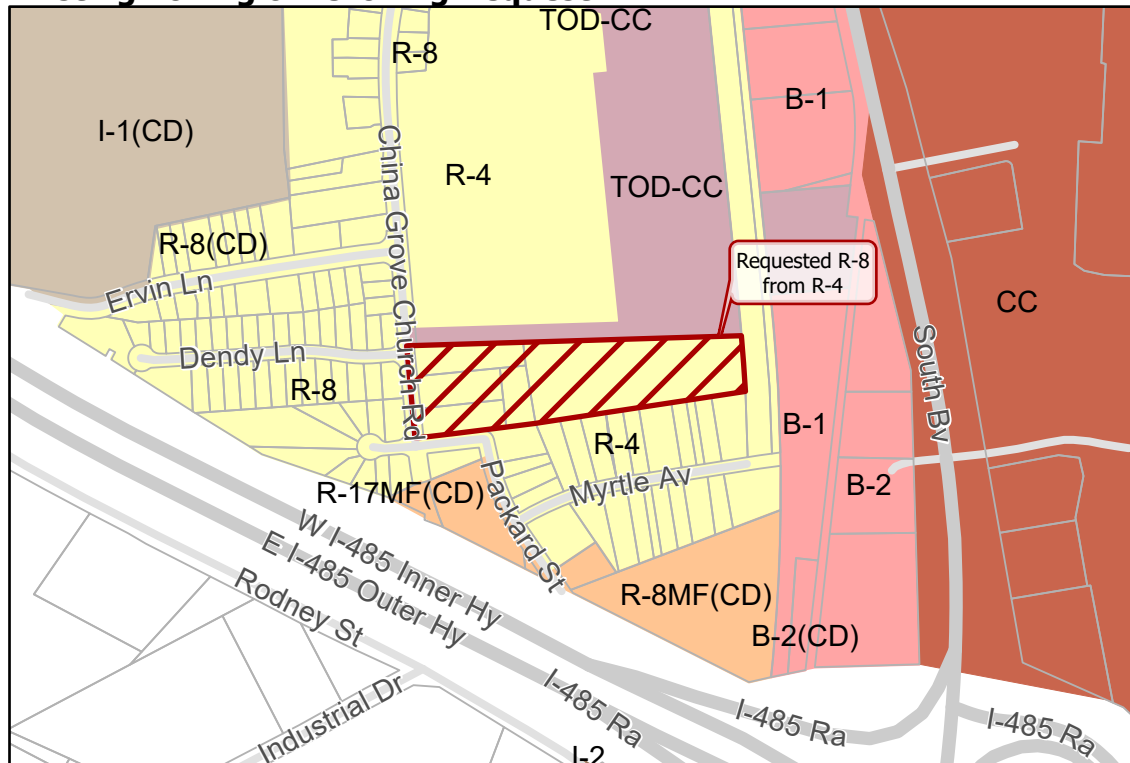 TOD-CC
R-8
B-1
I-1(CD)
China Grove Church Rd
R-4
TOD-CC
R-8(CD)
Requested R-8
from R-4
Ervin Ln
CC
Dendy Ln
South Bv
R-8
B-1
R-4
Packard St
Myrtle Av
B-2
R-17MF(CD)
W I-485 Inner Hy
E I-485 Outer Hy
Rodney St
R-8MF(CD)
B-2(CD)
I-485 Ra
I-485 Ra
I-485 Ra
Industrial Dr
I-2